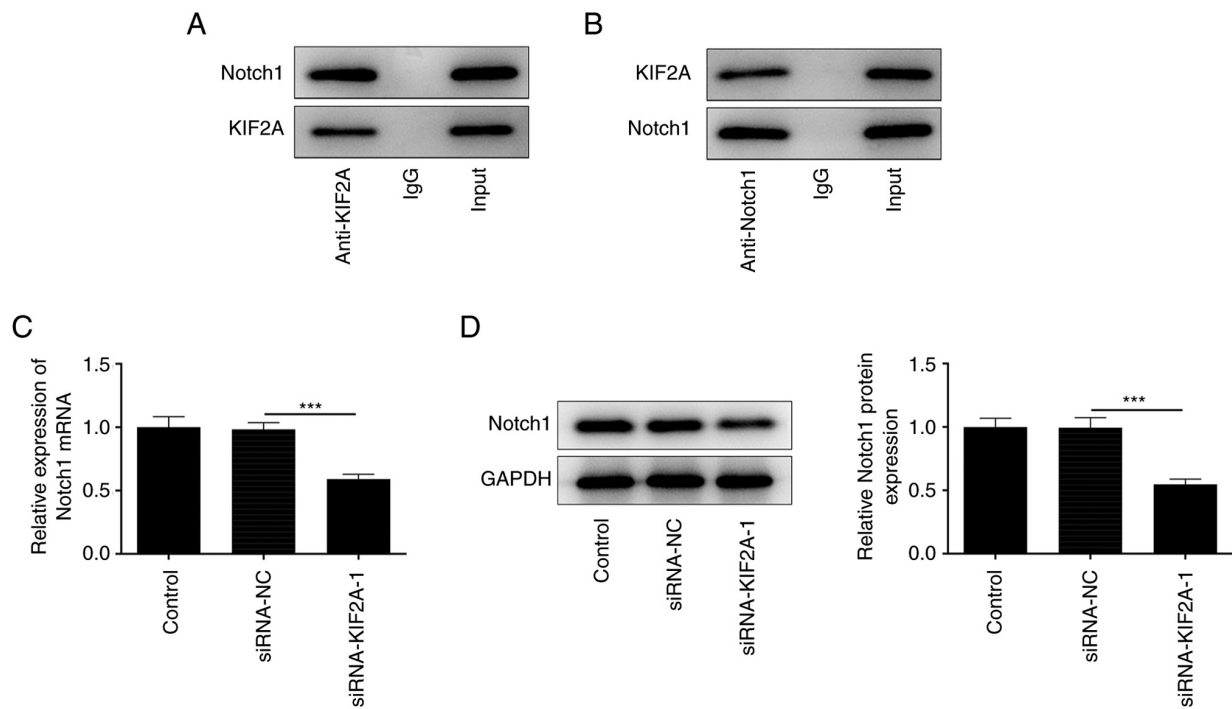 A
Notch1
KIF2A
Anti-KIF2A
IgG
Input
B
KIF2A
Notch1
Anti-Notch1
IgG
Input
C
Relative expression of
Notch1 mRNA
1.5
1.0
0.5
0.0
***
Control
siRNA-NC
siRNA-KIF2A-1
D
Notch1
GAPDH
Control
siRNA-NC
siRNA-KIF2A-1
Relative Notch1 protein
expression
1.5
1.0
0.5
0.0
***
Control
siRNA-NC
siRNA-KIF2A-1